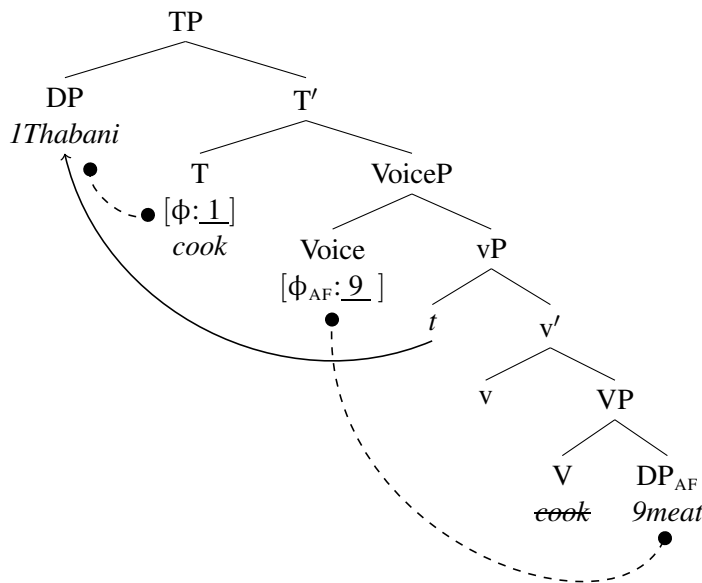 TP
DP T′
1Thabani
T VoiceP
[ϕ: 1 ]
cook Voice vP
[ϕAF: 9 ]
t v′
v VP
V DPAF
cook 9meat